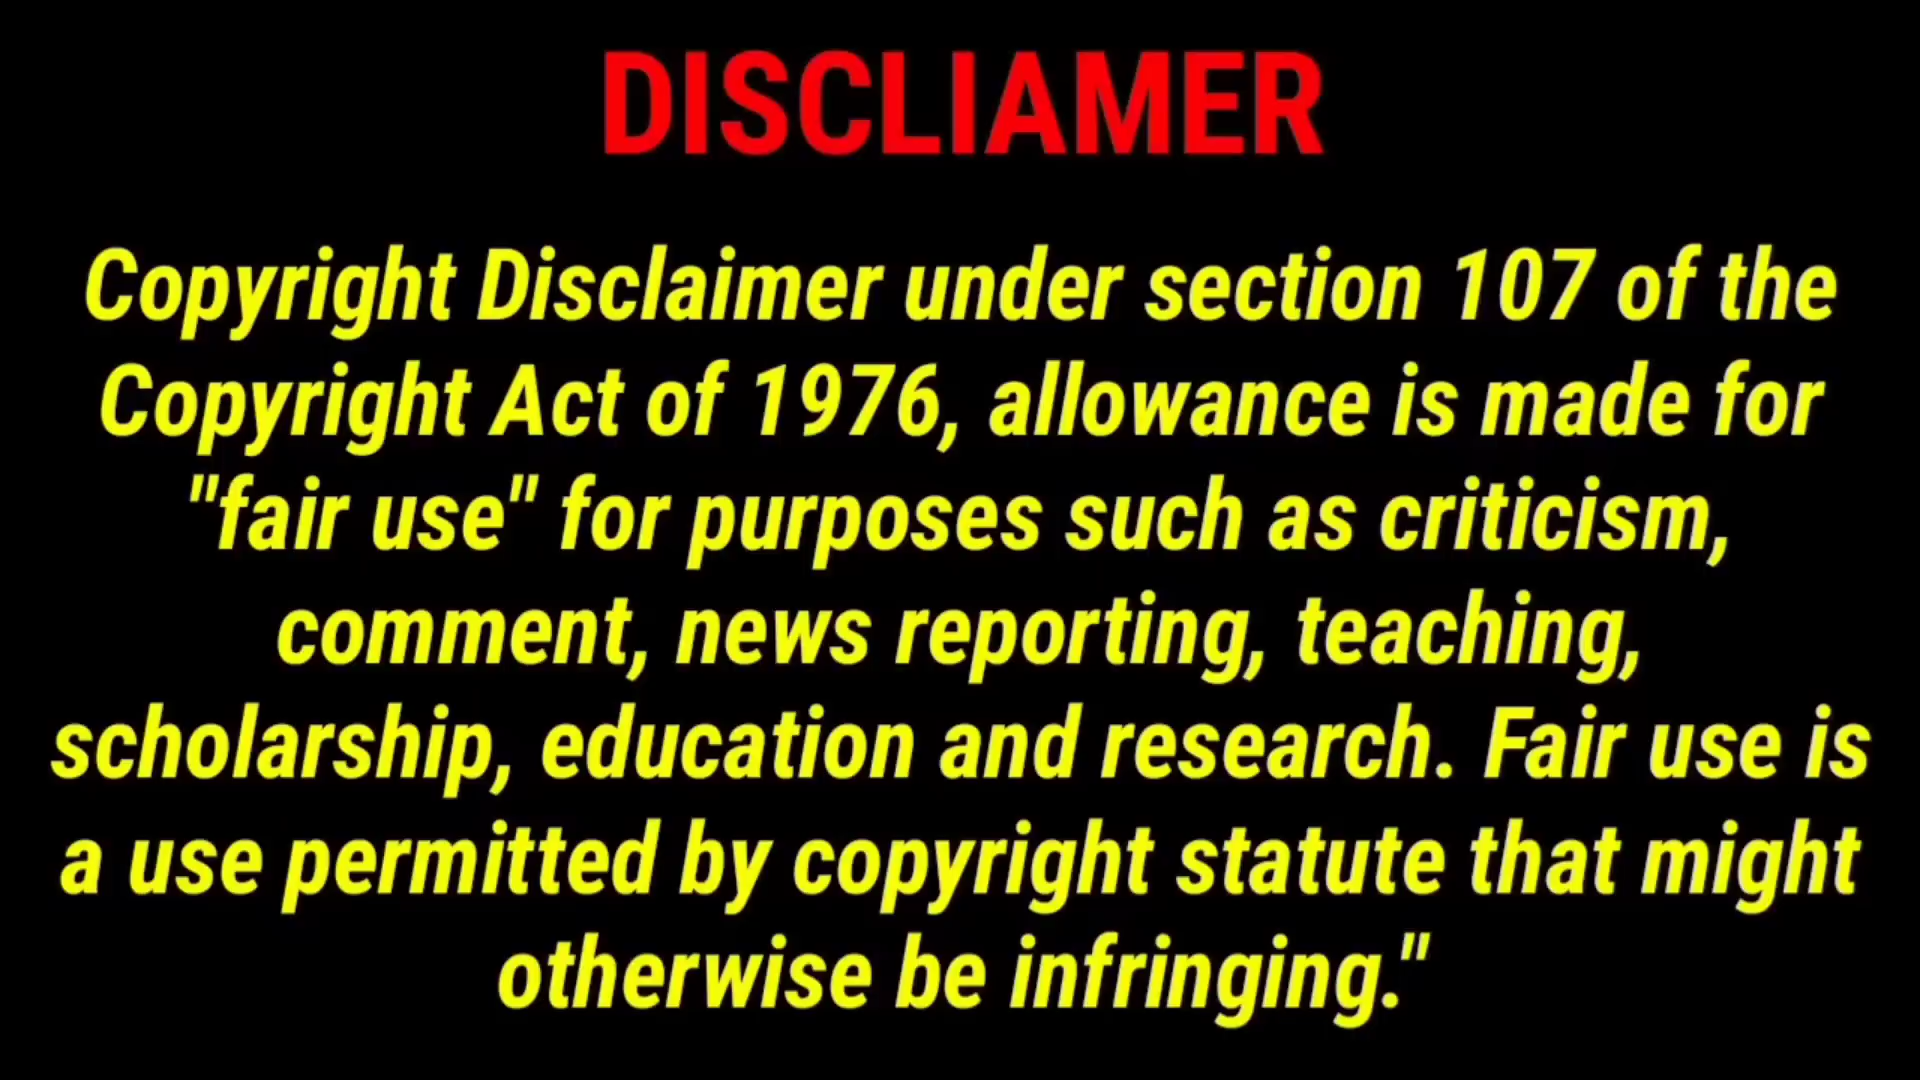 DISCLIAMER
Copyright Disclaimer under section 107 of the
Copyright Act of 1976, allowance is made for
"fair use" for purposes such as criticism,
comment, news reporting, teaching,
scholarship, education and research. Fair use is
a use permitted by copyright statute that might
otherwise be infringing."